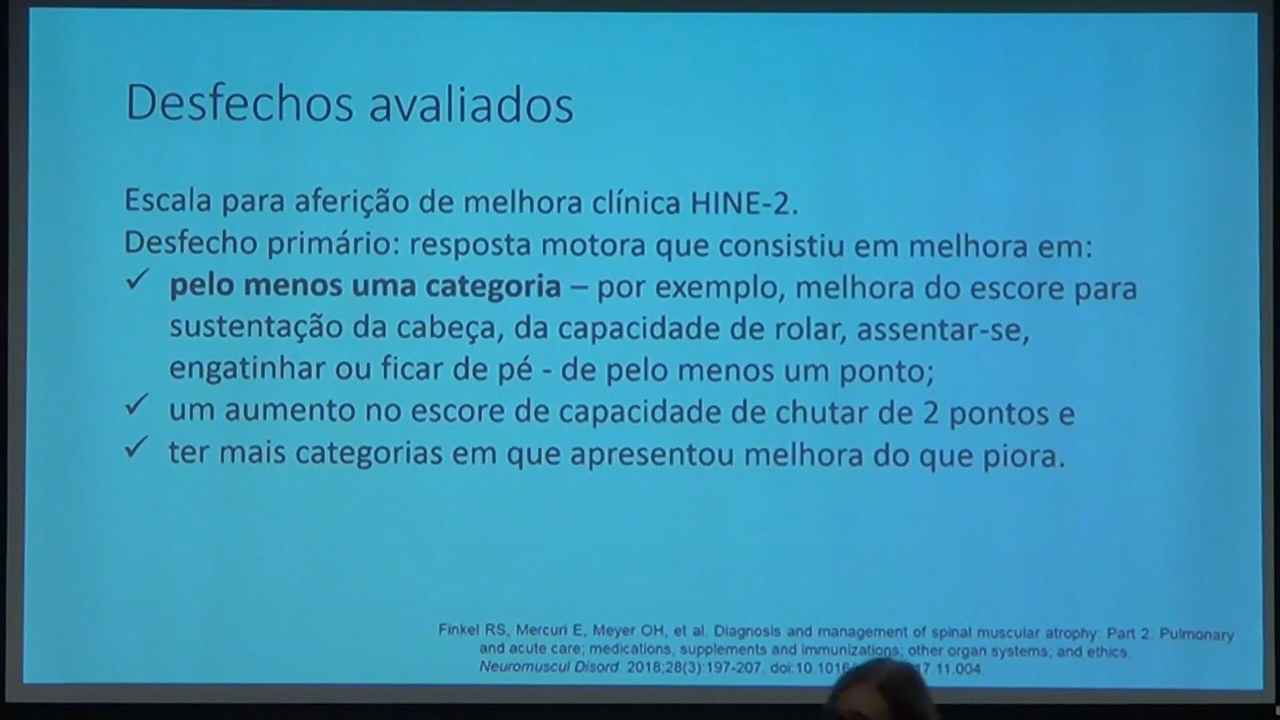 Desfechos avaliados
Escala para aferição de melhora clínica HINE-2.
Desfecho primário: resposta motora que consistiu em melhora em:
✓ pelo menos uma categoria – por exemplo, melhora do escore para
sustentação da cabeça, da capacidade de rolar, assentar-se,
engatinhar ou ficar de pé - de pelo menos um ponto;
✓ um aumento no escore de capacidade de chutar de 2 pontos e
✓ ter mais categorias em que apresentou melhora do que piora.
Finkel RS, Mercuri E, Meyer OH, et al. Diagnosis and management of spinal muscular atrophy: Part 2: Pulmonary
and acute care; medications, supplements and immunizations; other organ systems; and ethics.
Neuromuscul Disord. 2018;28(3):197-207. doi:10.1016 17.11.004.